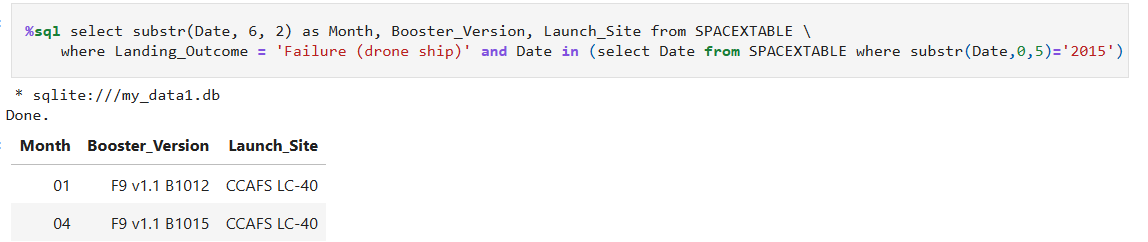 %sql select substr(Date, 6, 2) as Month, Booster_Version, Launch_Site from SPACEXTABLE \
where Landing_Outcome = 'Failure (drone ship)' and Date in (select Date from SPACEXTABLE where substr(Date,0,5)='2015')
* sqlite:///my_data1.db
Done.
Month Booster_Version Launch_Site
01 F9 v1.1 B1012 CCAFS LC-40
04 F9 v1.1 B1015 CCAFS LC-40